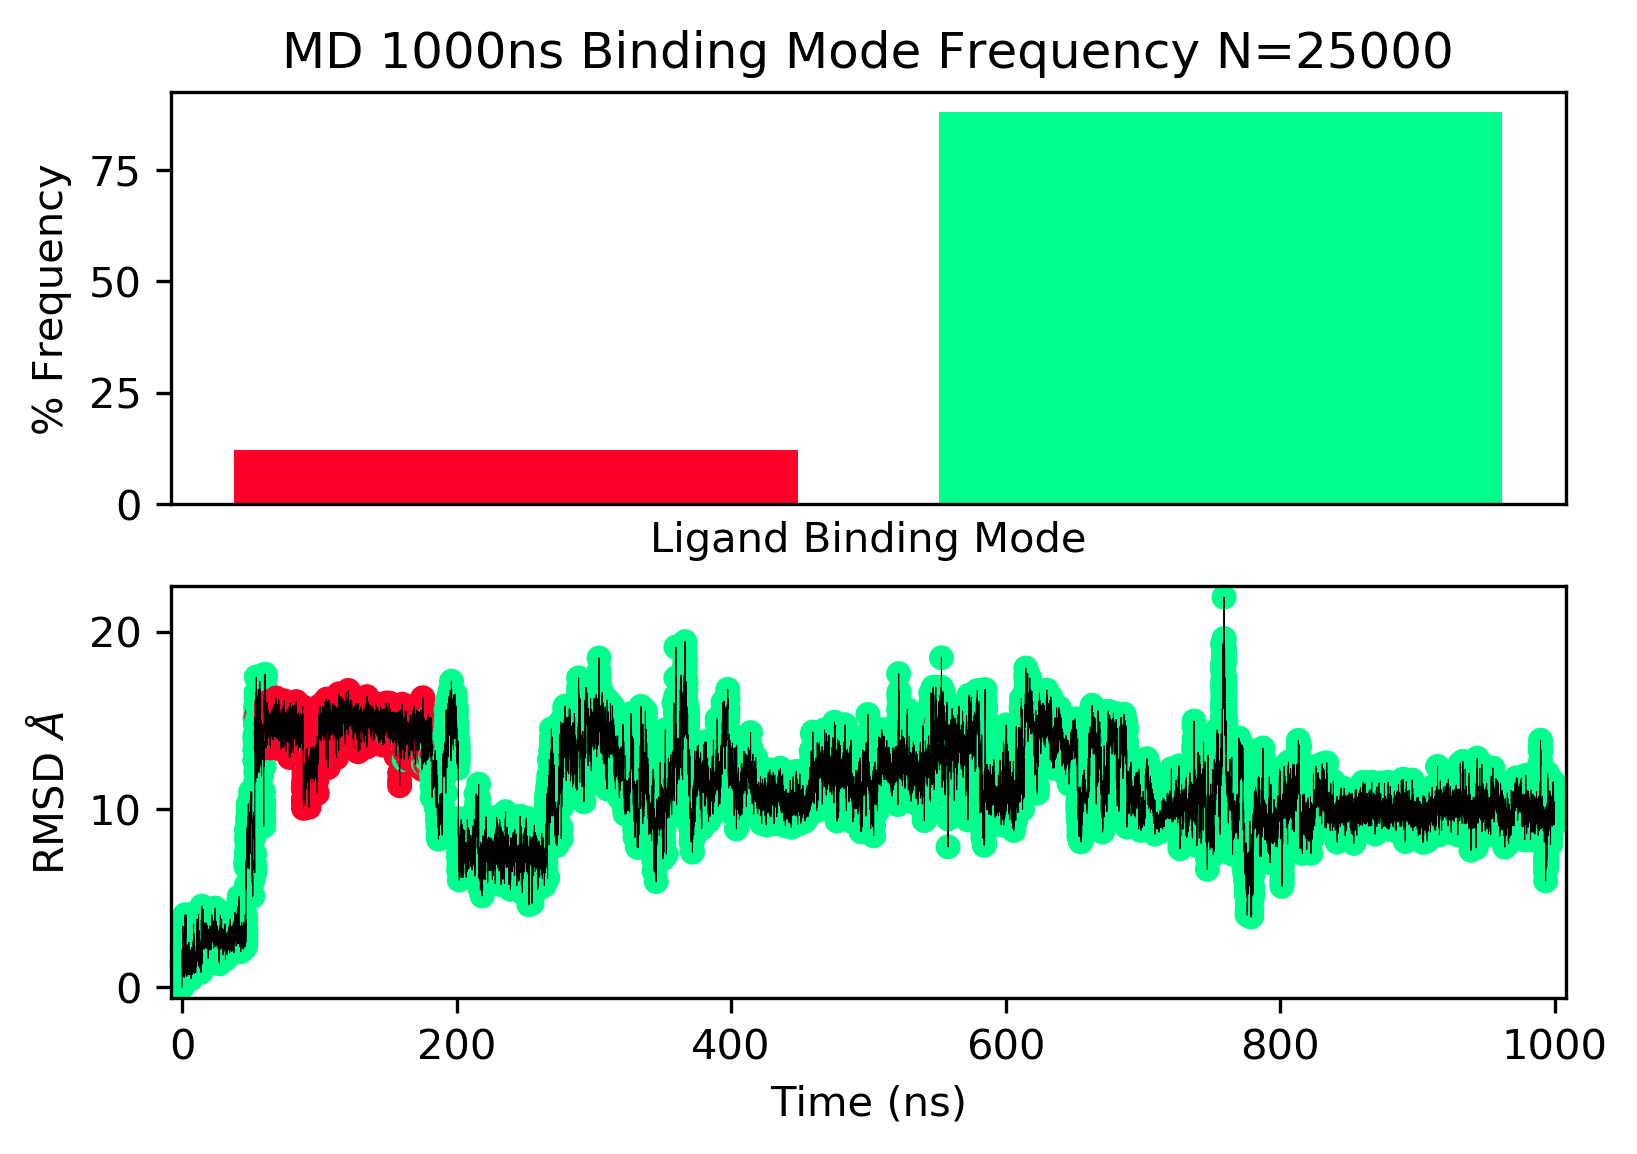 MD 1000ns Binding Mode Frequency N=25000
% Frequency
75
50
25
0
Ligand Binding Mode
RMSD Å
20
10
0
0 200 400 600 800 1000
Time (ns)